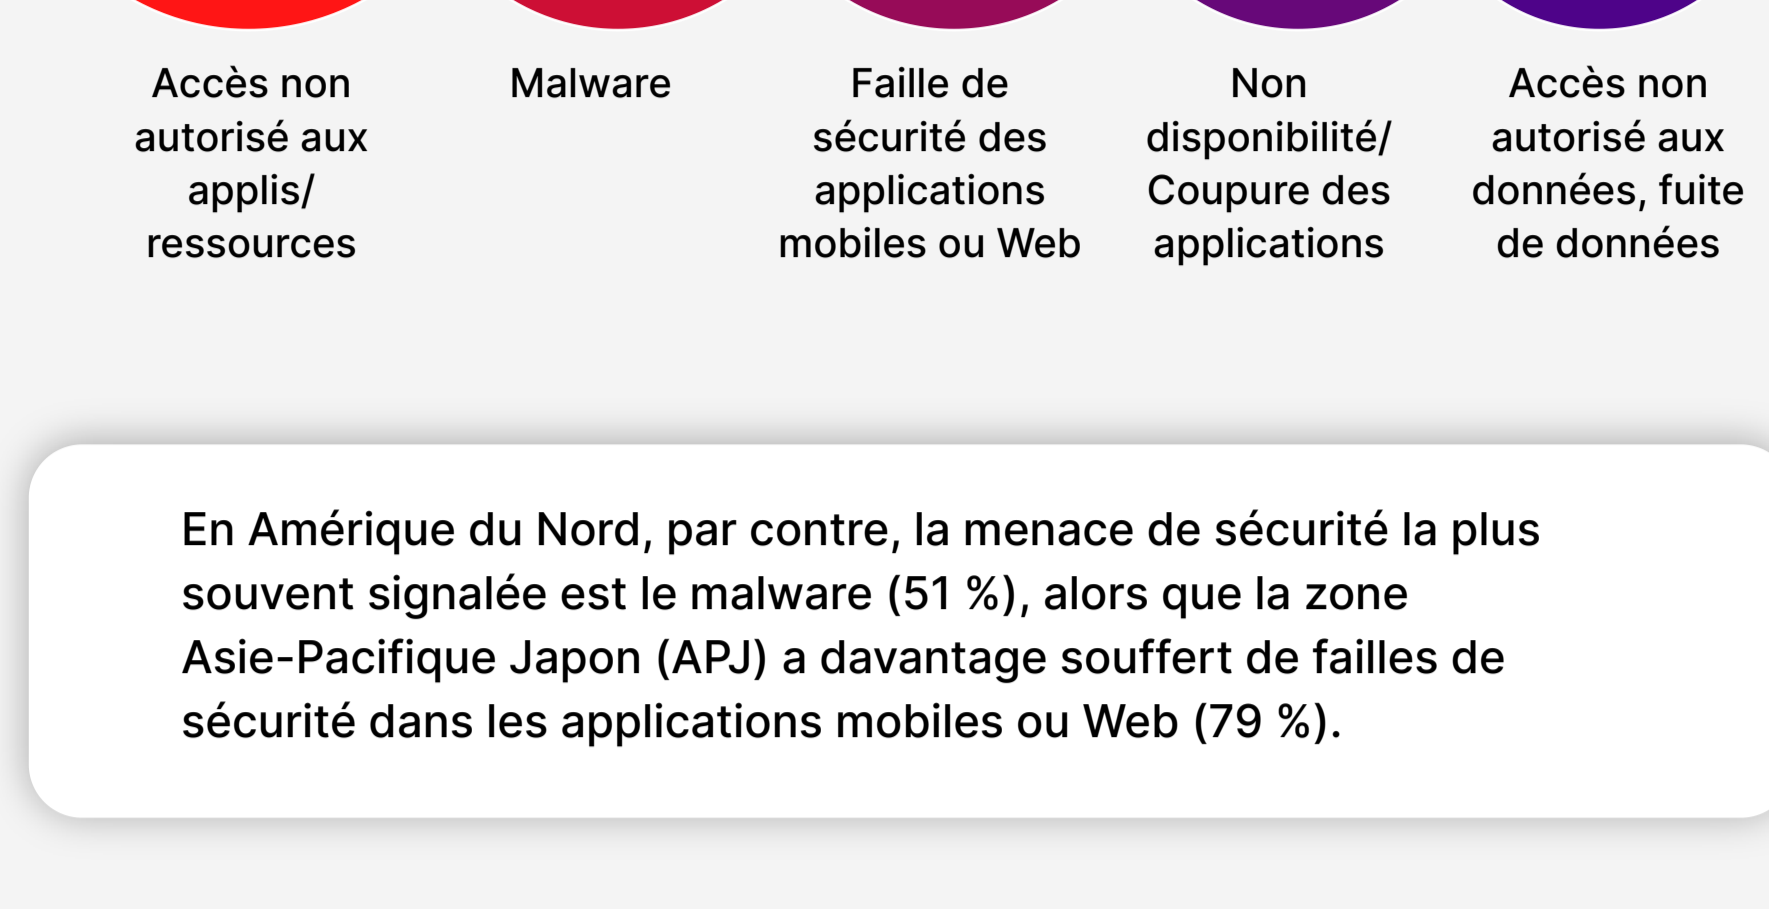 Accès non
autorisé aux
applis/
ressources
Malware
Faille de
sécurité des
applications
mobiles ou Web
Non
disponibilité/
Coupure des
applications
Accès non
autorisé aux
données, fuite
de données
En Amérique du Nord, par contre, la menace de sécurité la plus
souvent signalée est le malware (51 %), alors que la zone
Asie-Pacifique Japon (APJ) a davantage souffert de failles de
sécurité dans les applications mobiles ou Web (79 %).